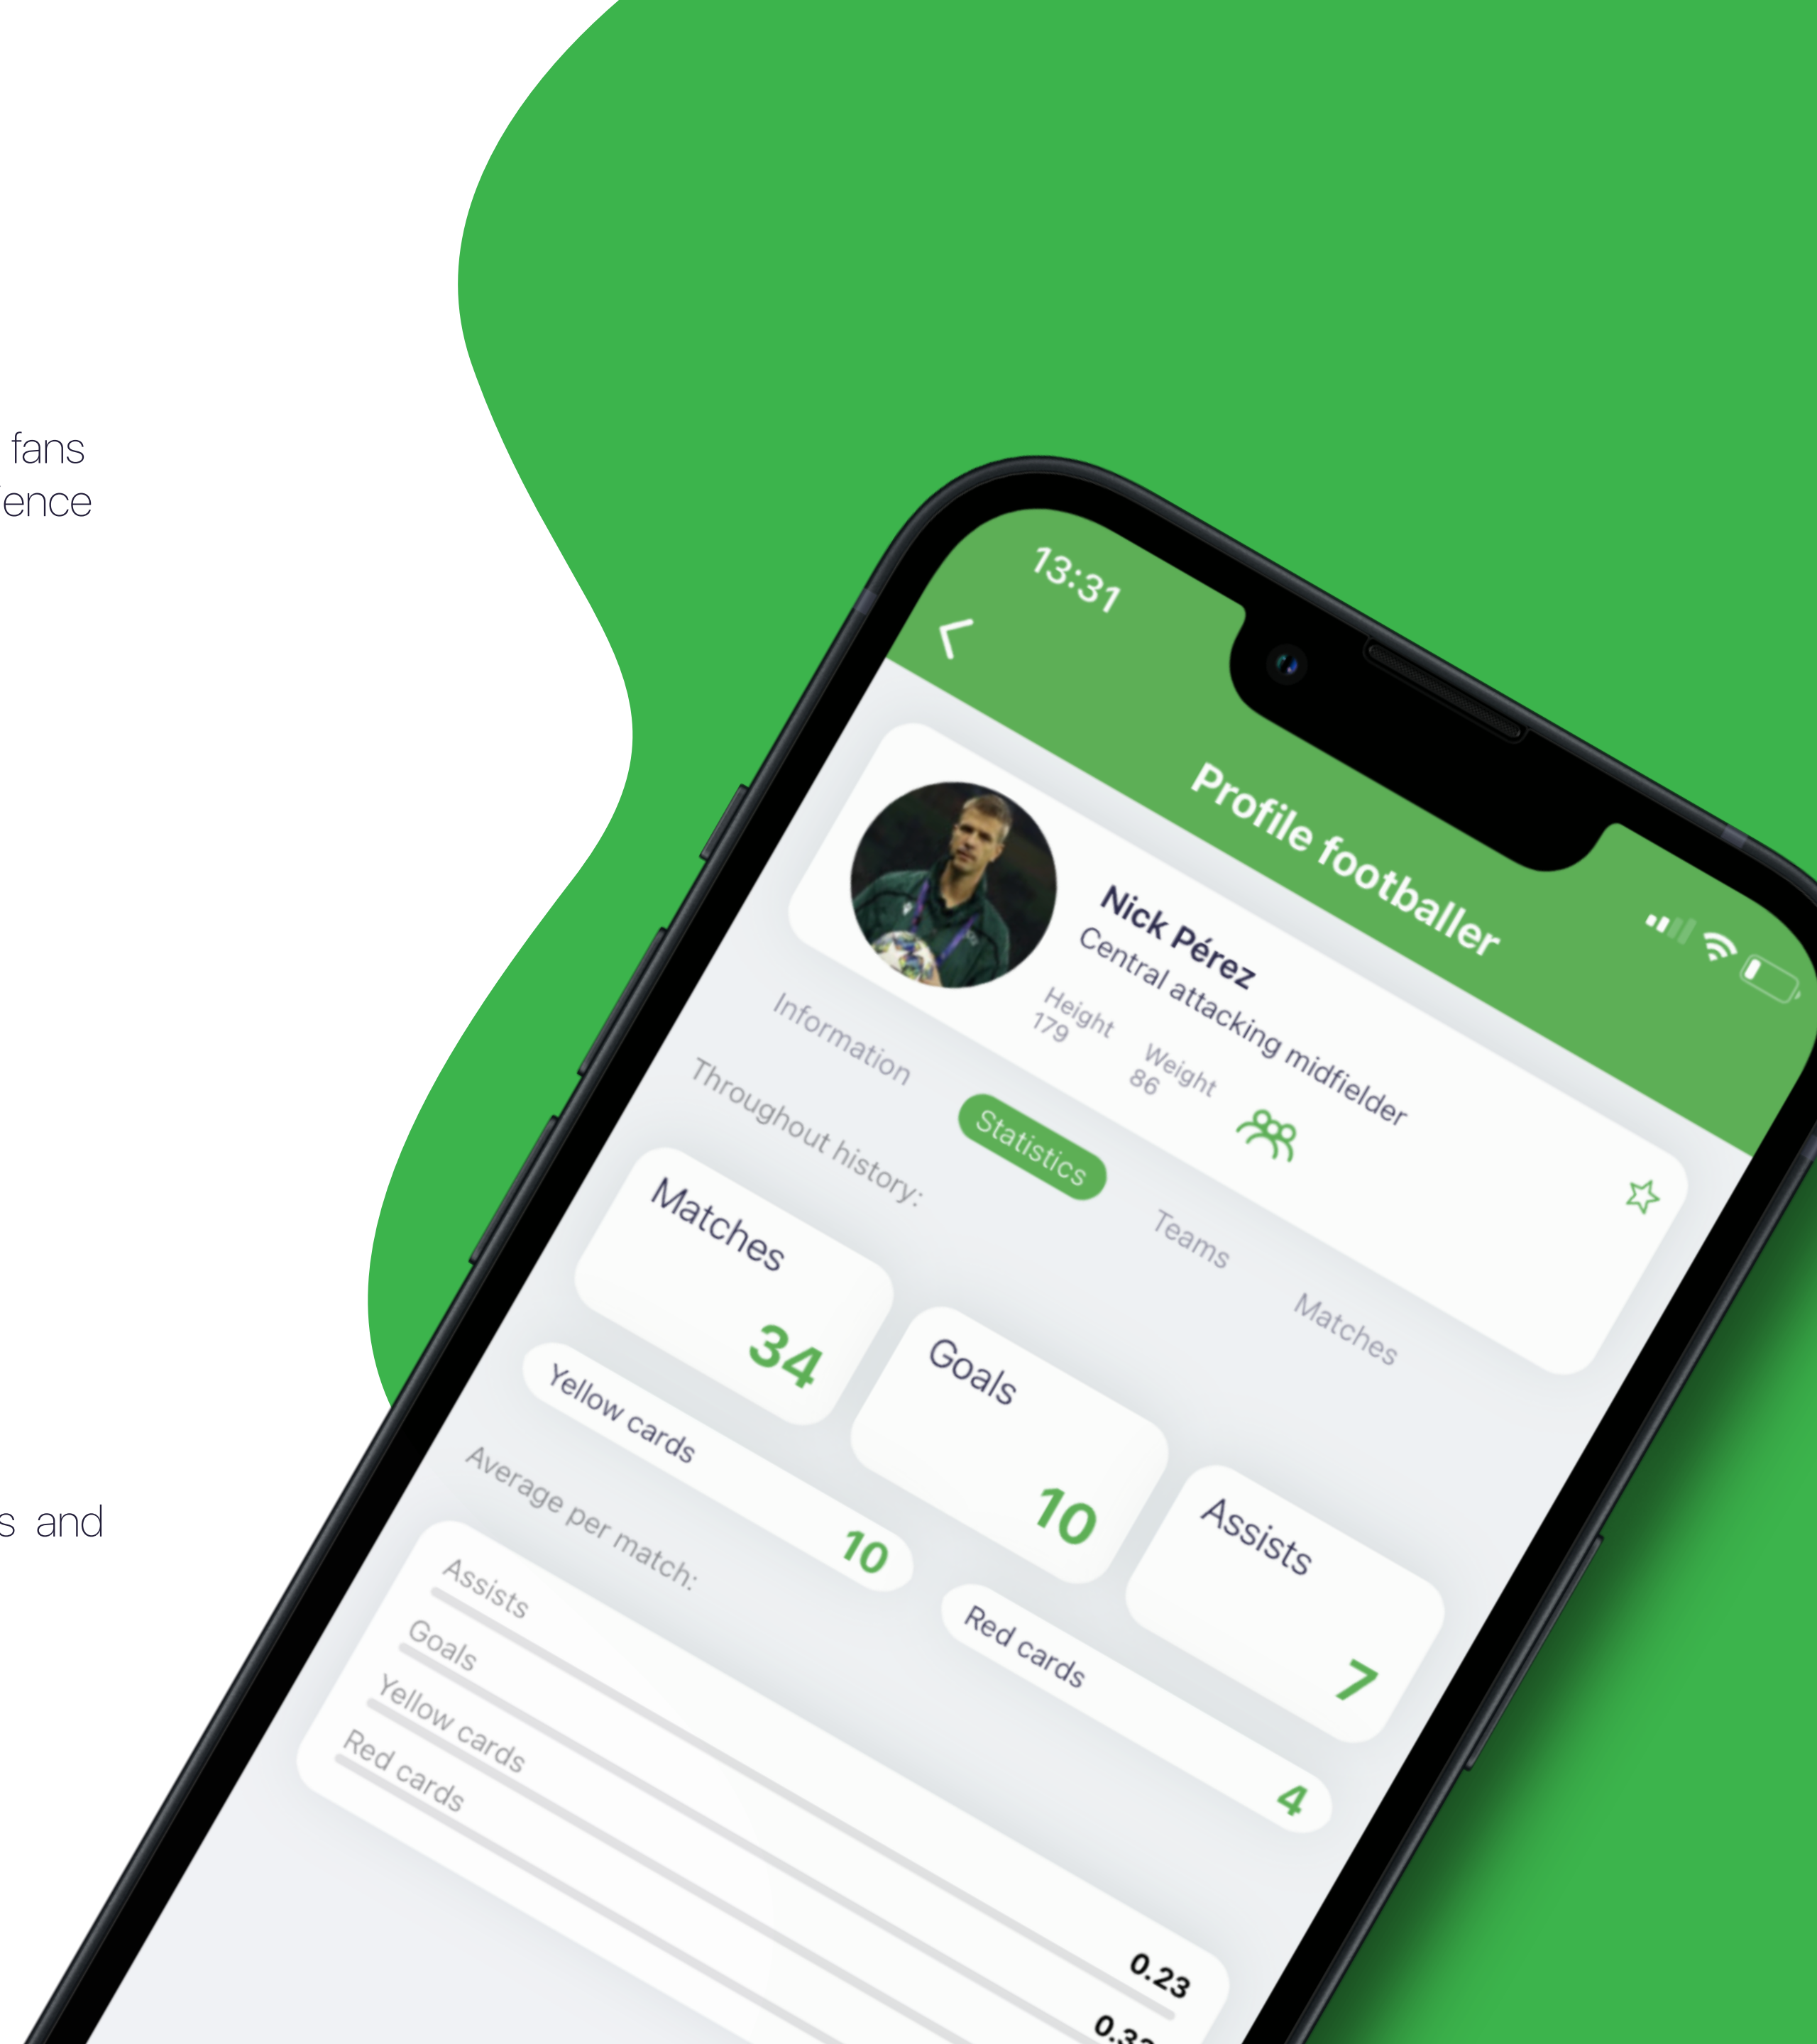 fans
s and
13:31
Profile footballer
Nick Pérez
Central attacking midfielder
Height
179
Weight
86
Information
Statistics
Teams
Matches
Throughout history:
Matches
34
Goals
10
Assists
7
Yellow cards
10
Red cards
4
Average per match:
Assists
0.23
Goals
Yellow cards
Red cards